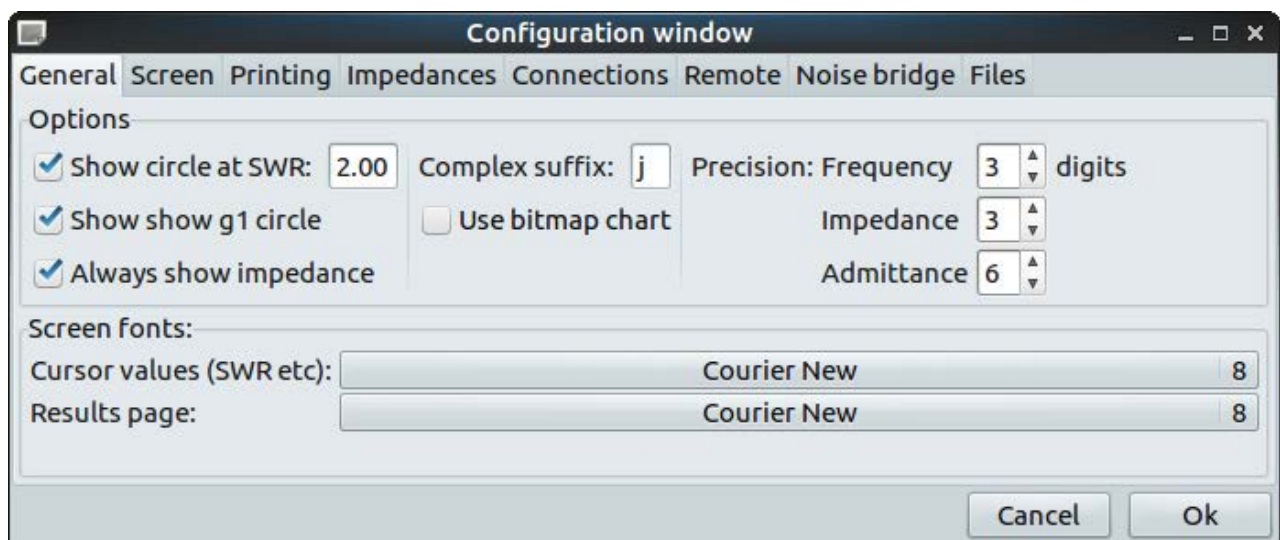 Configuration window
General Screen Printing Impedances Connections Remote Noise bridge Files
Options
Show circle at SWR: 2.00 Complex suffix: j Precision: Frequency 3 digits
Show show g1 circle Use bitmap chart Impedance 3
Always show impedance Admittance 6
Screen fonts:
Cursor values (SWR etc): Courier New 8
Results page: Courier New 8
Cancel Ok